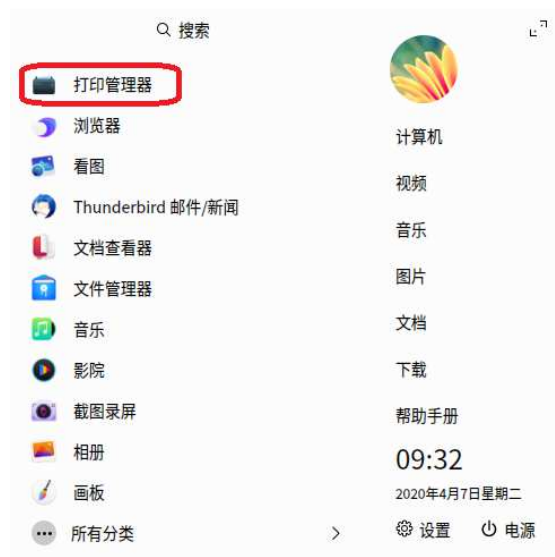 搜索
打印管理器
浏览器
看图
Thunderbird 邮件/新闻
文档查看器
文件管理器
音乐
影院
截图录屏
相册
画板
所有分类
计算机
视频
音乐
图片
文档
下载
帮助手册
09:32
2020年4月7日星期二
设置 电源